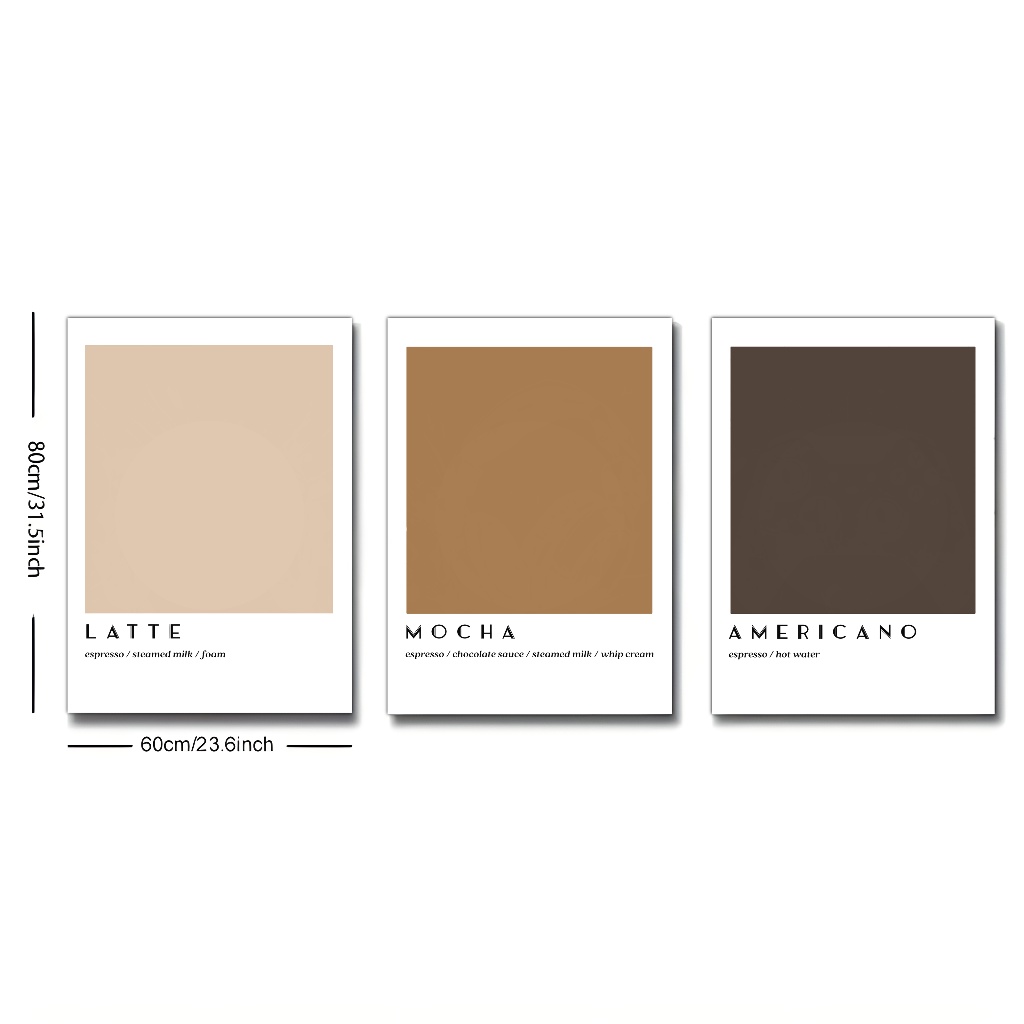 80cm/31.5inch
LATTE
espresso / steamed milk / foam
MOCHA
espresso / chocolate sauce / steamed milk / whip cream
AMERICANO
espresso / hot water
60cm/23.6inch